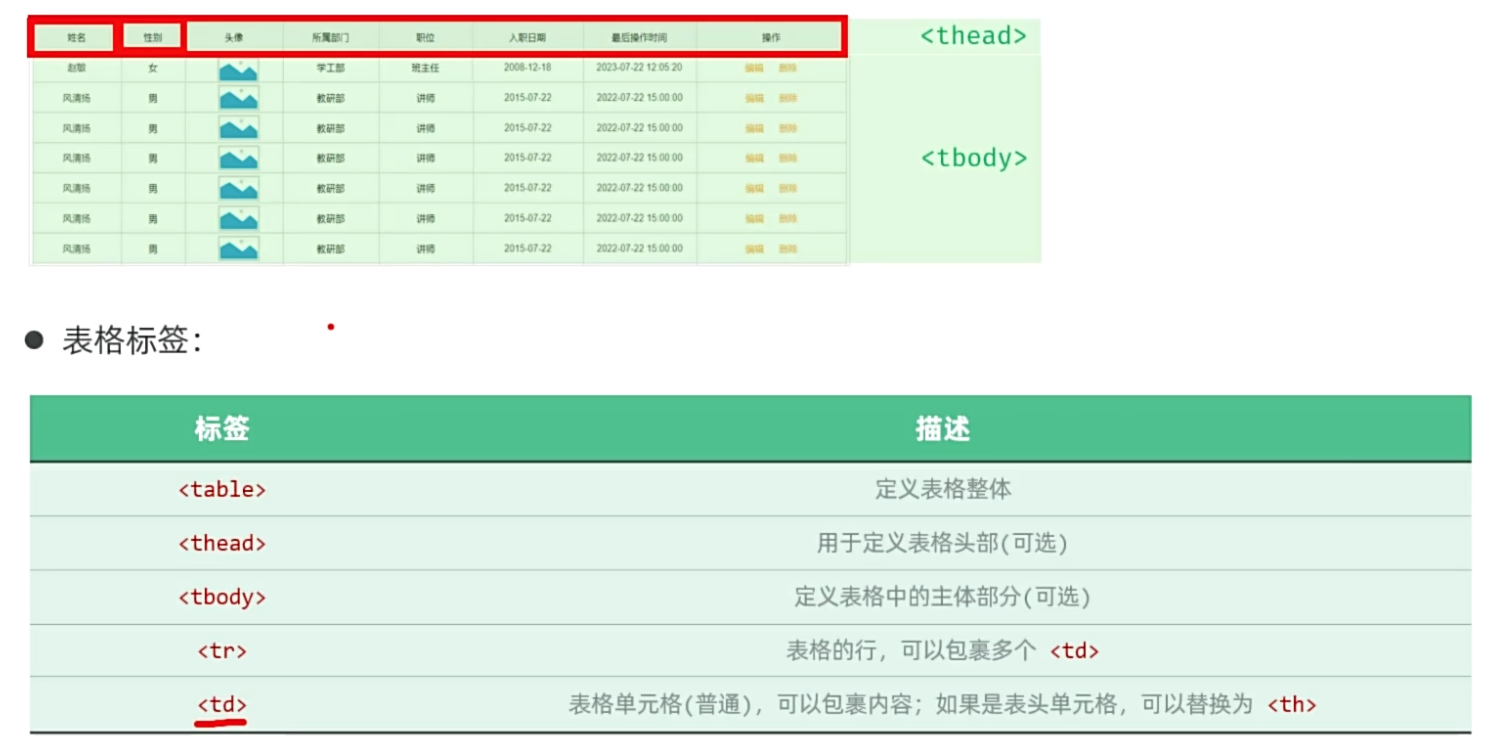 姓名 性别 头像 所属部门 职位 入职日期 最后操作时间 操作 <thead>
赵敏 女 学工部 班主任 2008-12-18 2023-07-22 12:05:20 编辑 删除
风清扬 男 教研部 讲师 2015-07-22 2022-07-22 15:00:00 编辑 删除
风清扬 男 教研部 讲师 2015-07-22 2022-07-22 15:00:00 编辑 删除
风清扬 男 教研部 讲师 2015-07-22 2022-07-22 15:00:00 编辑 删除 <tbody>
风清扬 男 教研部 讲师 2015-07-22 2022-07-22 15:00:00 编辑 删除
风清扬 男 教研部 讲师 2015-07-22 2022-07-22 15:00:00 编辑 删除
风清扬 男 教研部 讲师 2015-07-22 2022-07-22 15:00:00 编辑 删除
● 表格标签：
标签 描述
<table> 定义表格整体
<thead> 用于定义表格头部(可选)
<tbody> 定义表格中的主体部分(可选)
<tr> 表格的行，可以包裹多个 <td>
<td> 表格单元格(普通)，可以包裹内容；如果是表头单元格，可以替换为 <th>